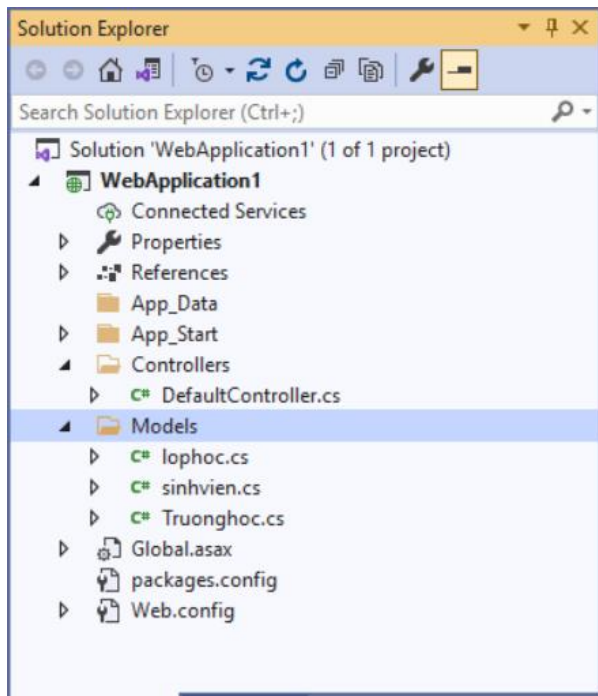 Solution Explorer
Search Solution Explorer (Ctrl+;)
Solution 'WebApplication1' (1 of 1 project)
WebApplication1
Connected Services
Properties
References
App_Data
App_Start
Controllers
C# DefaultController.cs
Models
C# lophoc.cs
C# sinhvien.cs
C# Truonghoc.cs
Global.asax
packages.config
Web.config